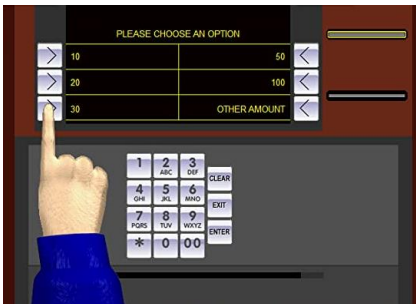 PLEASE CHOOSE AN OPTION
10 50
20 100
30 OTHER AMOUNT
1 2 ABC 3 DEF CLEAR
4 GHI 5 JKL 6 MNO EXIT
7 PQRS 8 TUV 9 WXYZ ENTER
* 0 00